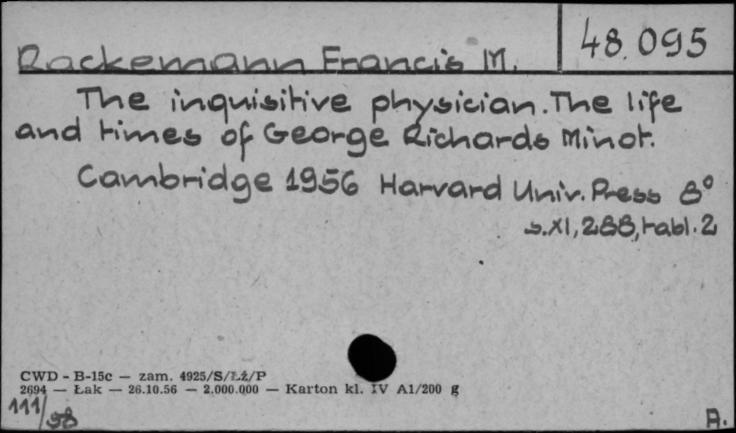 Rackemann Francis M.
48.095
The inquisitive physician. The life
and times of George Richards Minot.
Cambridge 1956 Harvard Univ. Press 8°
s.XI, 288, tabl. 2
CWD - B-15c — zam. 4925/S/Łż/P
2694 — Łak — 26.10.56 — 2.000.000 — Karton kl. IV A1/200 g
111/58
A.